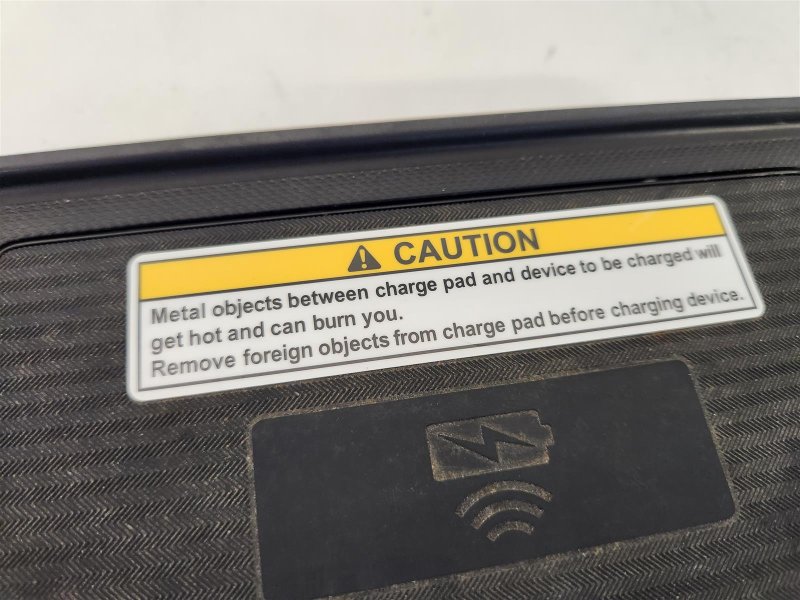 CAUTION
Metal objects between charge pad and device to be charged will
get hot and can burn you.
Remove foreign objects from charge pad before charging device.